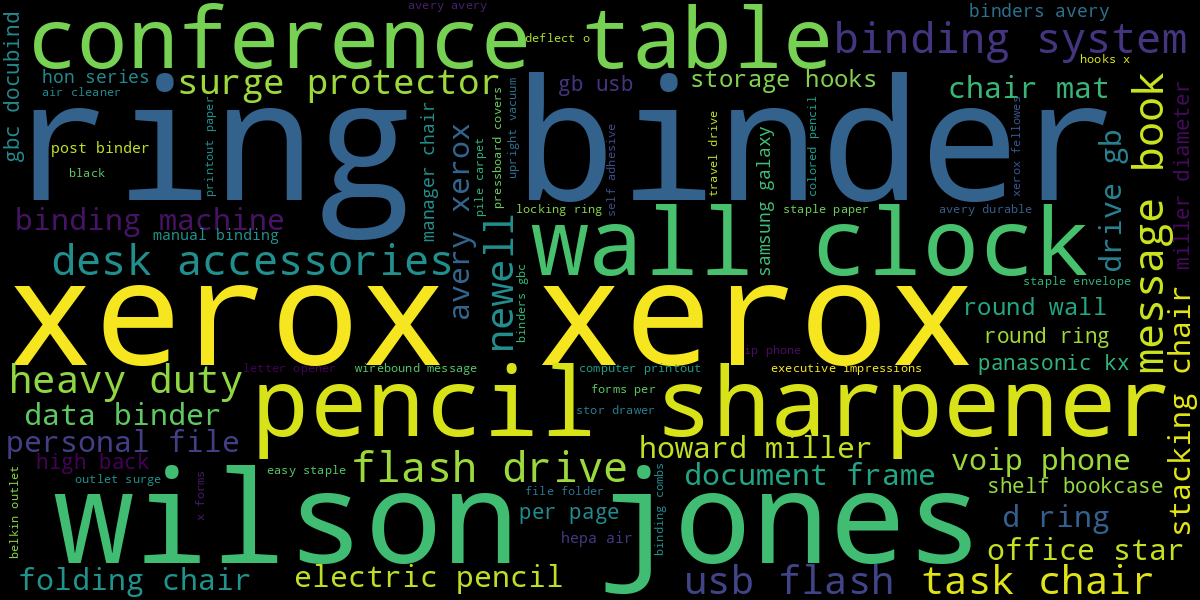 avery avery
conference table
deflect o
binders avery
binding system
hooks x
gbc docubind
hon series
air cleaner
surge protector
gb usb
storage hooks
chair mat
ring binder
post binder
black
printout paper
manager chair
avery xerox
pile carpet
pressboard covers
upright vacuum
self adhesive
travel drive
samsung galaxy
colored pencil
xerox fellowes
drive gb
message book
miller diameter
binding machine
manual binding
locking ring
staple paper
avery durable
desk accessories
newell
binders gbc
wall clock
staple envelope
xerox xerox
round wall
round ring
panasonic kx
stacking chair
letter opener
wirebound message
computer printout
ip phone
executive impressions
heavy duty
pencil sharpener
forms per
stor drawer
data binder
personal file
high back
howard miller
outlet surge
easy staple
flash drive
document frame
voip phone
shelf bookcase
belkin outlet
x forms
wilson jones
file folder
per page
hepa air
binding combs
d ring
office star
folding chair
electric pencil
usb flash
task chair